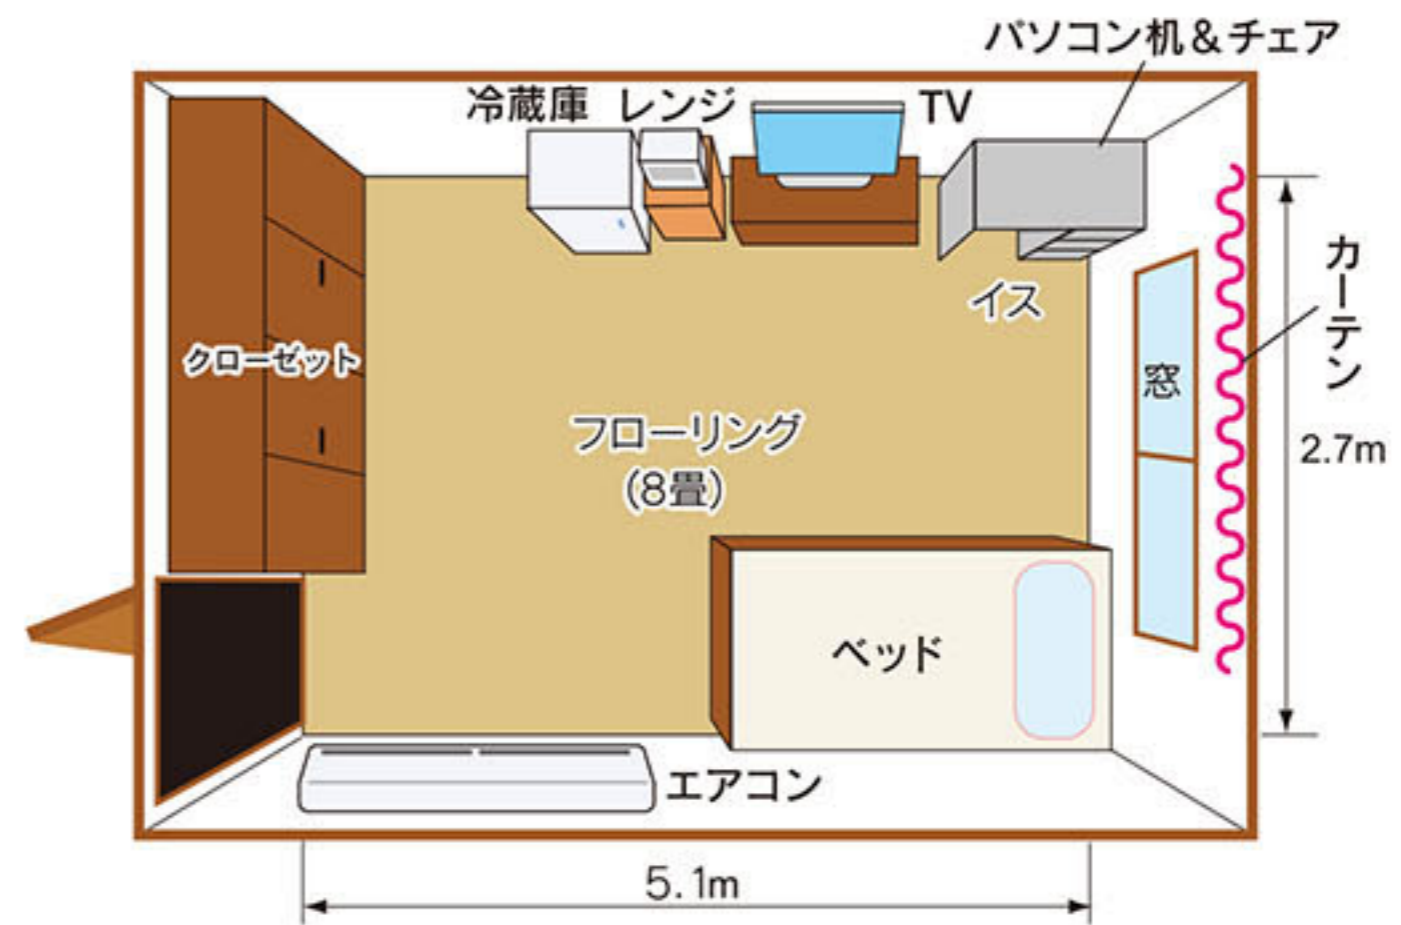 パソコン机&チェア
冷蔵庫
レンジ
TV
カーテン
イス
クローゼット
窓
フローリング
(8畳)
2.7m
ベッド
エアコン
5.1m